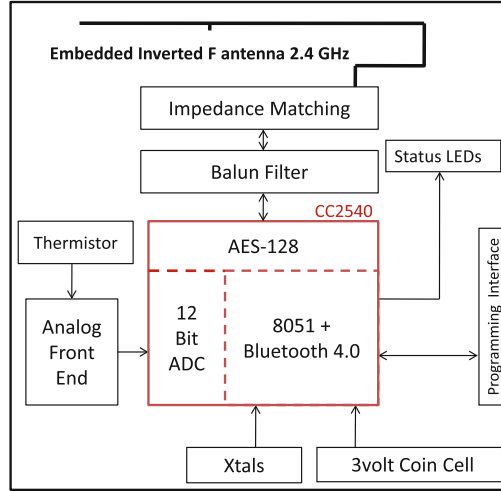 Embedded Inverted F antenna 2.4 GHz
Impedance Matching
Balun Filter
Status LEDs
CC2540
Thermistor
AES-128
Analog
Front
End
12
Bit
ADC
8051 +
Bluetooth 4.0
Programming Interface
Xtals
3volt Coin Cell